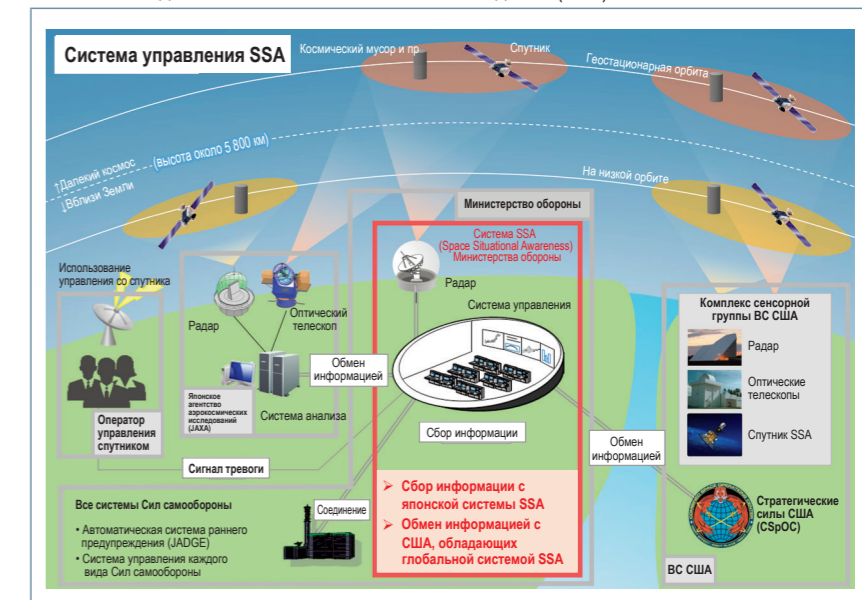 Система управления SSA
Космический мусор и пр
Спутник
Геостационарная орбита
(высота около 5 800 км)
↑Далекий космос
↓Вблизи Земли
На низкой орбите
Министерство обороны
Использование
управления со спутника
Радар
Оптический
телескоп
Японское
агентство
аэрокосмических
исследований
(JAXA)
Система анализа
Оператор
управления
спутником
Обмен
информацией
Сигнал тревоги
Система SSA
(Space Situational Awareness)
Министерства обороны
Радар
Система управления
Сбор информации
➢ Сбор информации с
японской системы SSA
➢ Обмен информацией с
США, обладающих
глобальной системой SSA
Обмен
информацией
Комплекс сенсорной
группы ВС США
Радар
Оптические
телескопы
Спутник SSA
Стратегические
силы США
(CSpOC)
ВС США
Все системы Сил самообороны
• Автоматическая система раннего
предупреждения (JADGE)
• Система управления каждого
вида Сил самообороны
Соединение